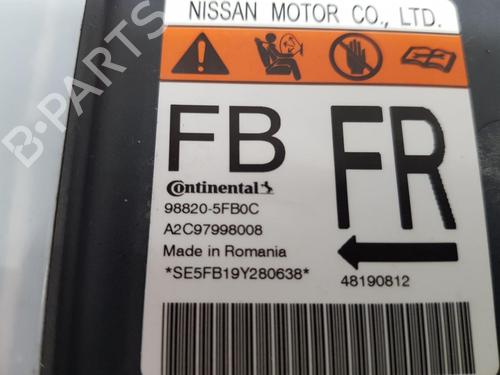 NISSAN MOTOR CO., LTD.
FB
FR
Continental
98820-5FB0C
A2C97998008
Made in Romania
*SE5FB19Y280638*
48190812
B-PARTS